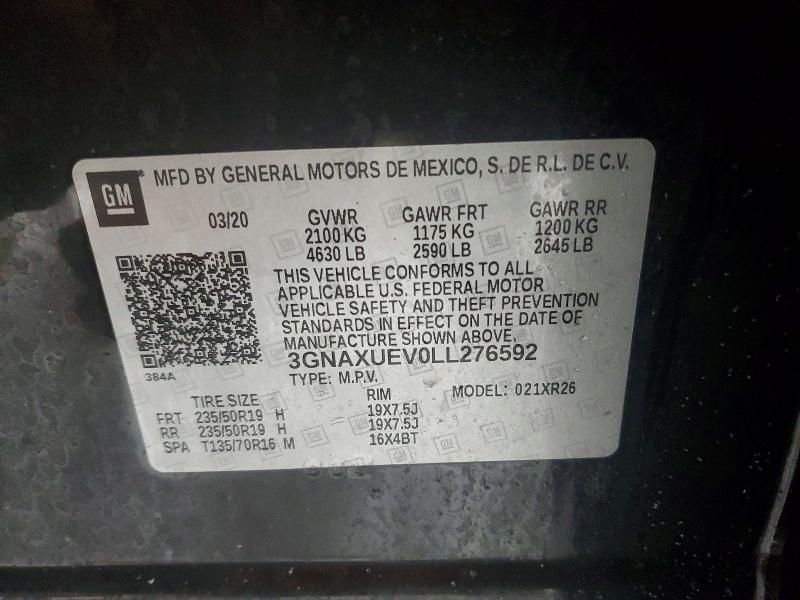 GM MFD BY GENERAL MOTORS DE MEXICO, S. DE R.L. DE C.V.
03/20 GVWR GAWR FRT GAWR RR
2100 KG 1175 KG 1200 KG
4630 LB 2590 LB 2645 LB
THIS VEHICLE CONFORMS TO ALL
APPLICABLE U.S. FEDERAL MOTOR
VEHICLE SAFETY AND THEFT PREVENTION
STANDARDS IN EFFECT ON THE DATE OF
MANUFACTURE SHOWN ABOVE.
3GNAXUEV0LL276592
384A TYPE: M.P.V. MODEL: 021XR26
TIRE SIZE RIM
FRT 235/50R19 H 19X7.5J
RR 235/50R19 H 19X7.5J
SPA T135/70R16 M 16X4BT